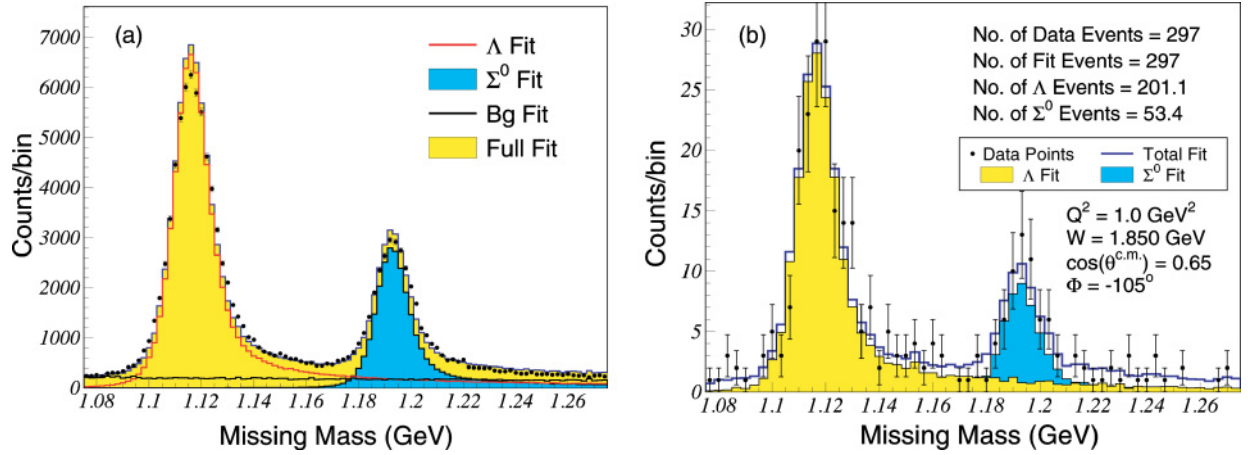 (a)
Λ Fit
Σ⁰ Fit
Bg Fit
Full Fit
Counts/bin
7000
6000
5000
4000
3000
2000
1000
0
1.08 1.1 1.12 1.14 1.16 1.18 1.2 1.22 1.24 1.26
Missing Mass (GeV)
(b)
No. of Data Events = 297
No. of Fit Events = 297
No. of Λ Events = 201.1
No. of Σ⁰ Events = 53.4
Data Points Total Fit
Λ Fit Σ⁰ Fit
Q² = 1.0 GeV²
W = 1.850 GeV
cos(θᶜ·ᵐ·) = 0.65
Φ = -105°
Counts/bin
30
25
20
15
10
5
0
1.08 1.1 1.12 1.14 1.16 1.18 1.2 1.22 1.24 1.26
Missing Mass (GeV)